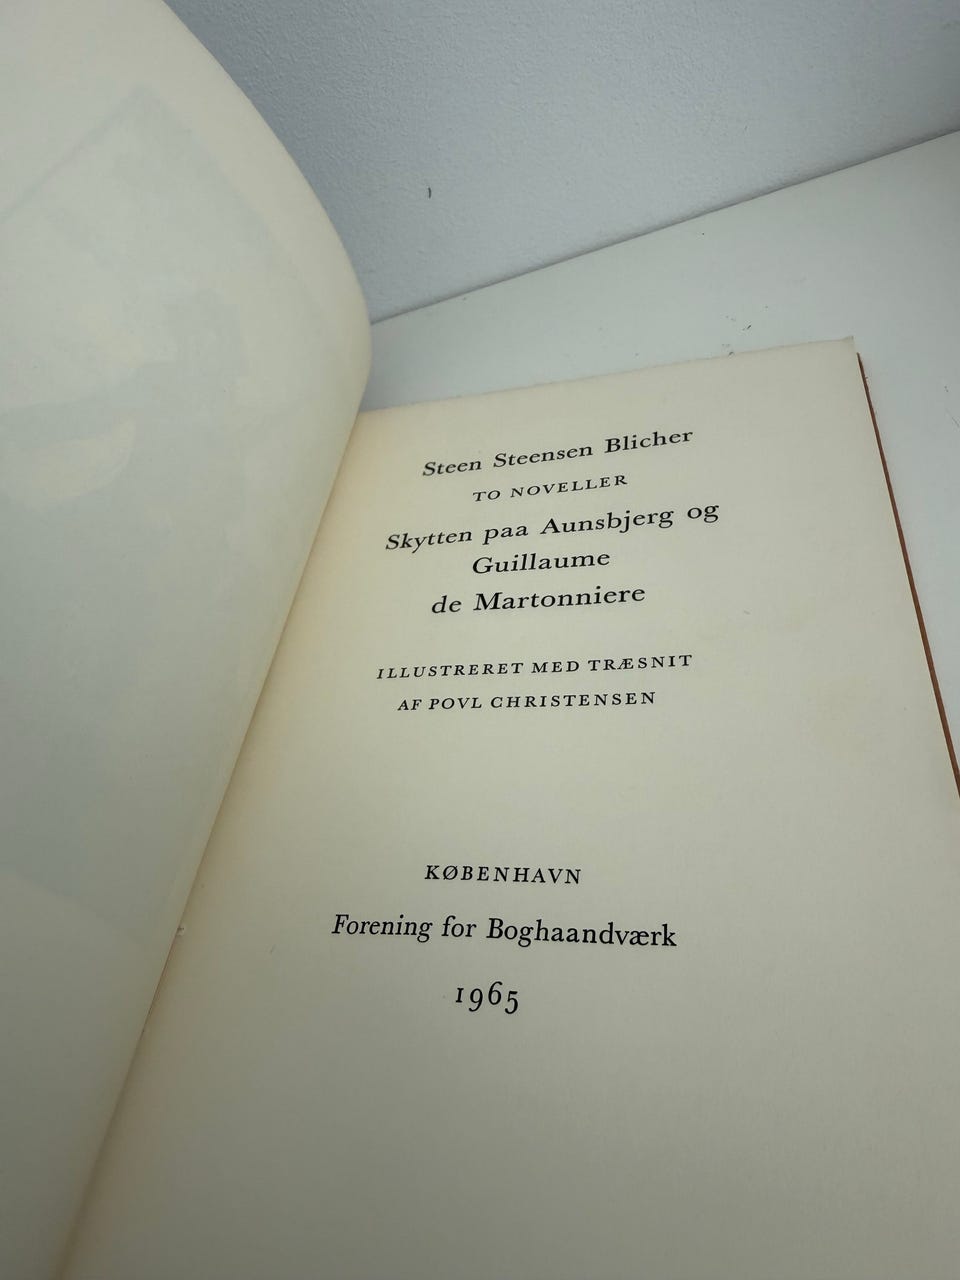 Steen Steensen Blicher
TO NOVELLER
Skytten paa Aunsbjerg og
Guillaume
de Martonniere
ILLUSTRERET MED TRÆSNIT
AF POVL CHRISTENSEN
KØBENHAVN
Forening for Boghaandværk
1965